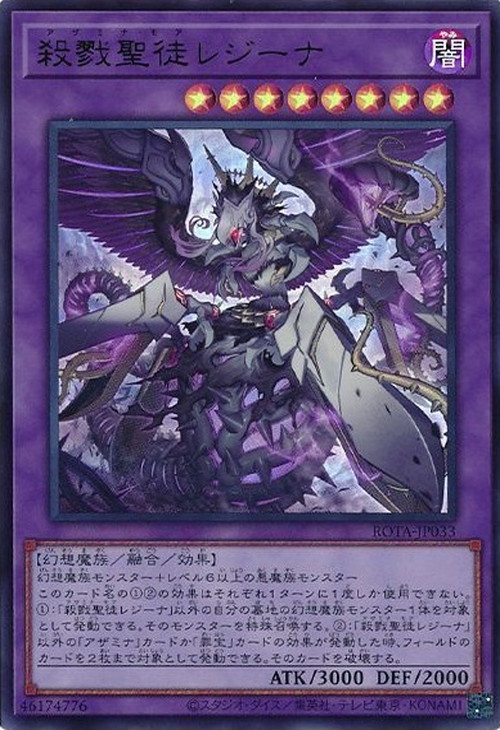 アザミナ・モア
殺戮聖徒レジーナ
やみ
闇
ROTA-JP033
【幻想魔族／融合／効果】
幻想魔族モンスター＋レベル６以上の悪魔族モンスター
このカード名の①②の効果はそれぞれ１ターンに１度しか使用できない。
①：「殺戮聖徒レジーナ」以外の自分の墓地の幻想魔族モンスター１体を対象
として発動できる。そのモンスターを特殊召喚する。②：「殺戮聖徒レジーナ」
以外の「アザミナ」カードか「罪宝」カードの効果が発動した時、フィールドの
カードを２枚まで対象として発動できる。そのカードを破壊する。
ATK/3000 DEF/2000
46174776 ©スタジオ・ダイス／集英社・テレビ東京・KONAMI